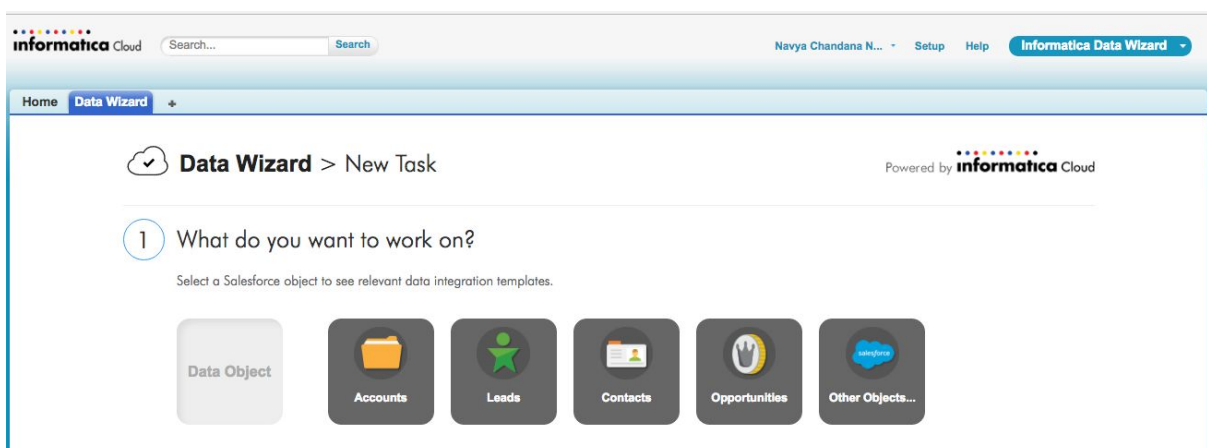 informatica Cloud Search... Search Navya Chandana N... Setup Help Informatica Data Wizard
Home Data Wizard +
Data Wizard > New Task
Powered by informatica Cloud
1 What do you want to work on?
Select a Salesforce object to see relevant data integration templates.
Data Object
salesforce
Accounts Leads Contacts Opportunities Other Objects...